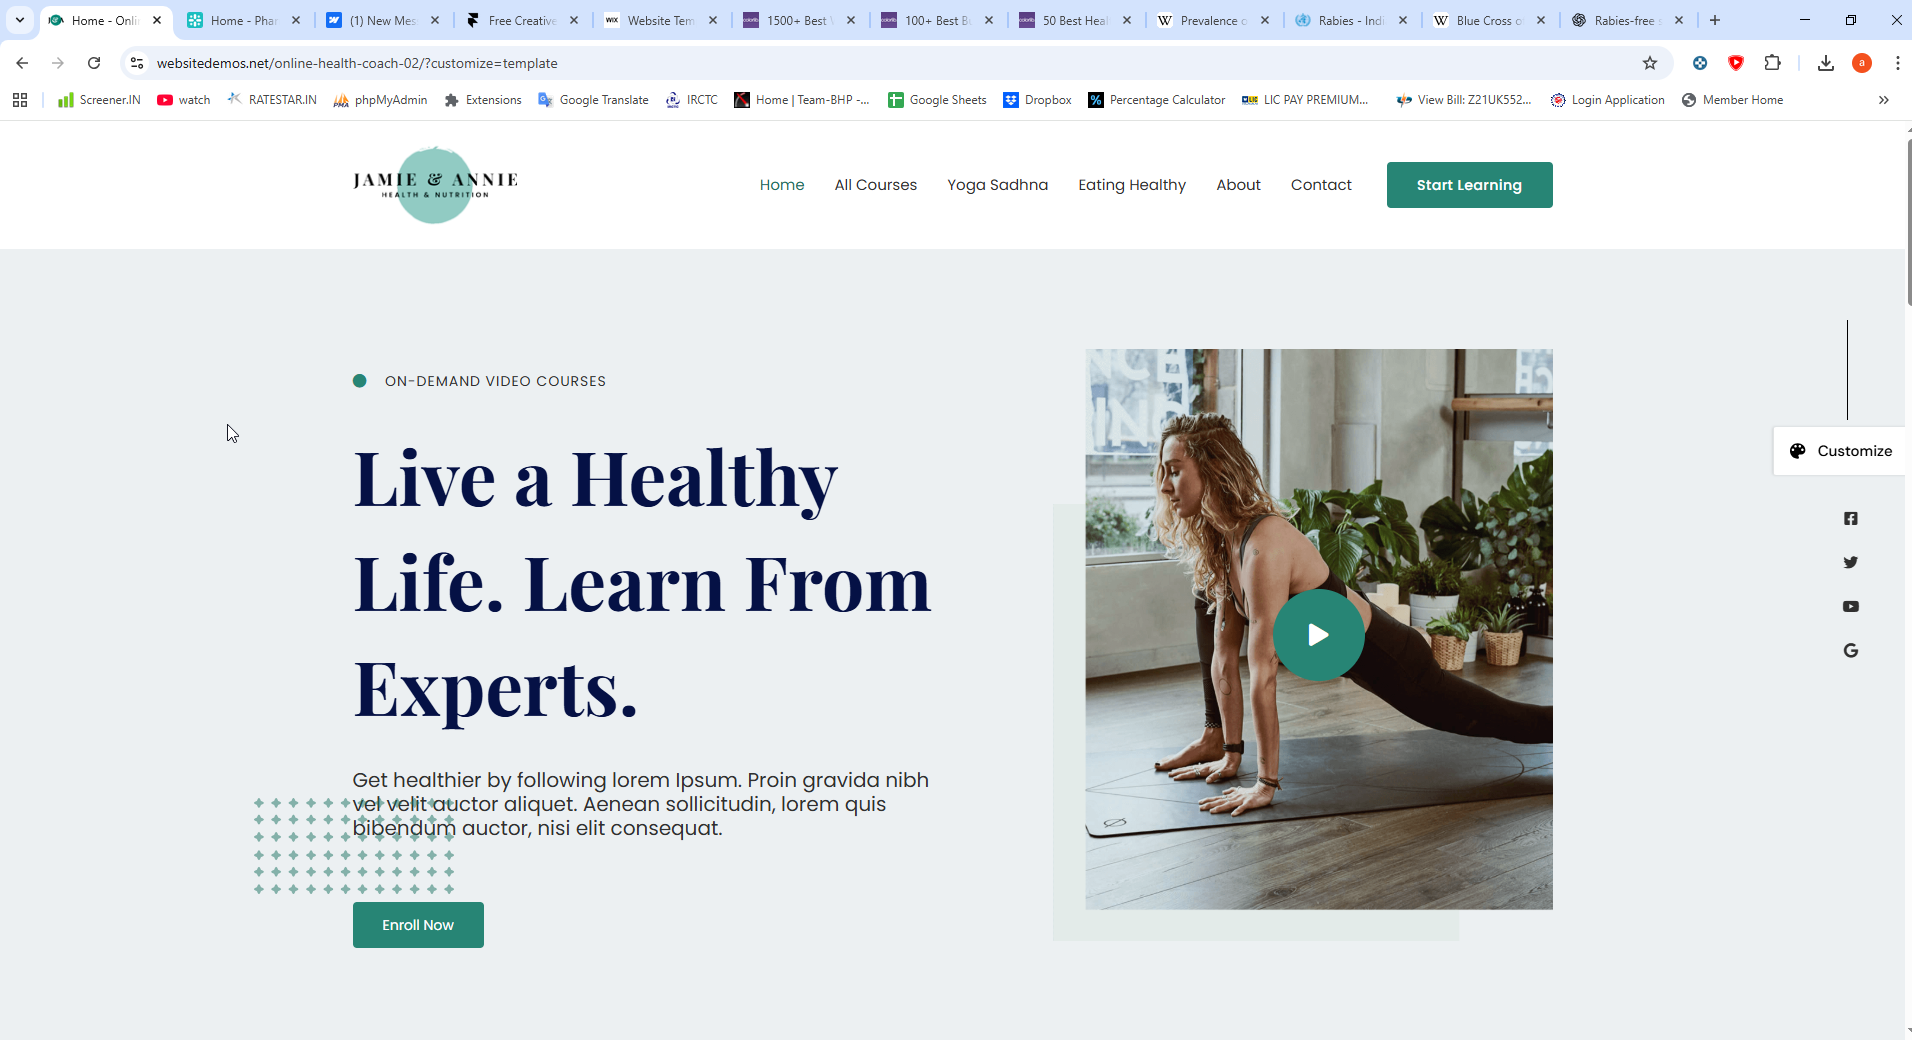 Home - Onli
Home - Phar
(1) New Mes
Free Creative
WIX
Website Tem
colorlib
1500+ Best
colorlib
100+ Best B
colorlib
50 Best Heal
W
Prevalence o
Rabies - Indi
W
Blue Cross o
Rabies-free
websitedemos.net/online-health-coach-02/?customize=template
a
Screener.IN
watch
RATESTAR.IN
PMA
phpMyAdmin
Extensions
Google Translate
IRCTC
Home | Team-BHP -...
Google Sheets
Dropbox
%
Percentage Calculator
LIC PAY PREMIUM...
View Bill: Z21UK552...
Login Application
Member Home
JAMIE & ANNIE
HEALTH & NUTRITION
Home
All Courses
Yoga Sadhna
Eating Healthy
About
Contact
Start Learning
ON-DEMAND VIDEO COURSES
Live a Healthy
Life. Learn From
Experts.
Get healthier by following lorem Ipsum. Proin gravida nibh
vel velit auctor aliquet. Aenean sollicitudin, lorem quis
bibendum auctor, nisi elit consequat.
Enroll Now
Customize